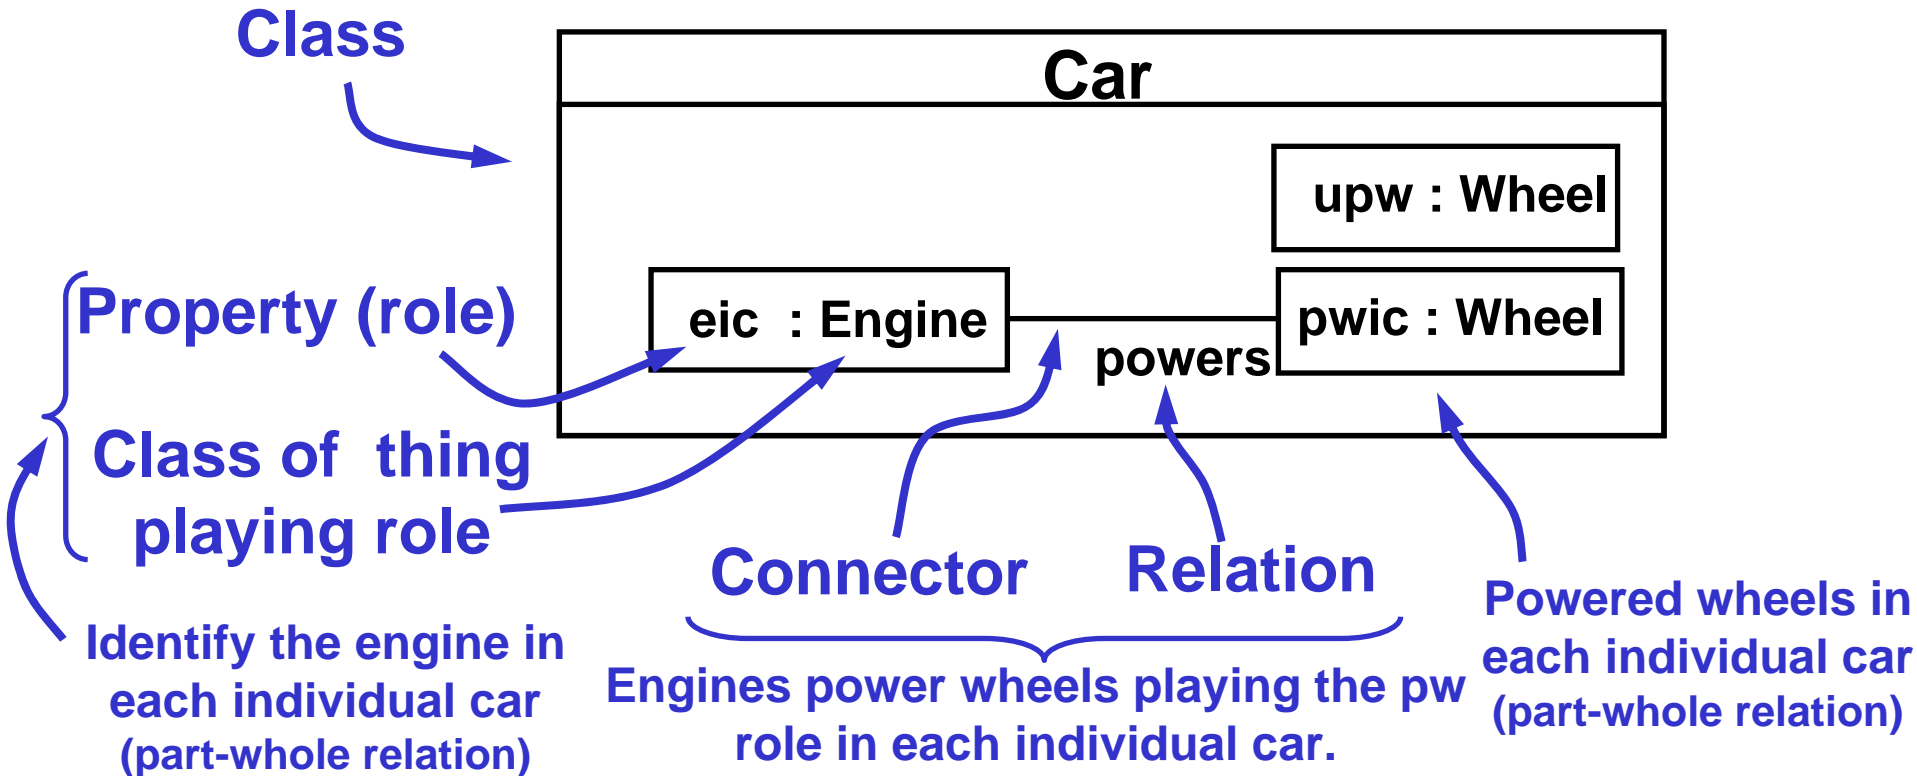 Class
Car
upw : Wheel
Property (role)
eic : Engine
powers
pwic : Wheel
Class of thing
playing role
Connector
Relation
Identify the engine in
each individual car
(part-whole relation)
Engines power wheels playing the pw
role in each individual car.
Powered wheels in
each individual car
(part-whole relation)